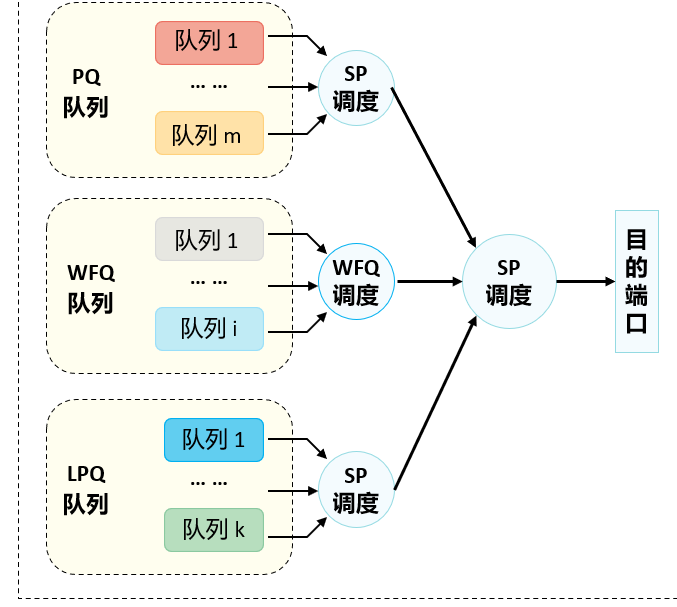 PQ
队列
队列 1
... ...
队列 m
SP
调度
WFQ
队列
队列 1
... ...
队列 i
WFQ
调度
SP
调度
目
的
端
口
LPQ
队列
队列 1
... ...
队列 k
SP
调度